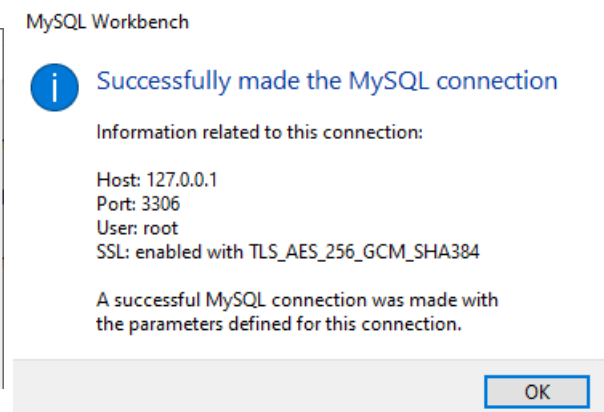 MySQL Workbench
Successfully made the MySQL connection
Information related to this connection:
Host: 127.0.0.1
Port: 3306
User: root
SSL: enabled with TLS_AES_256_GCM_SHA384
A successful MySQL connection was made with
the parameters defined for this connection.
OK